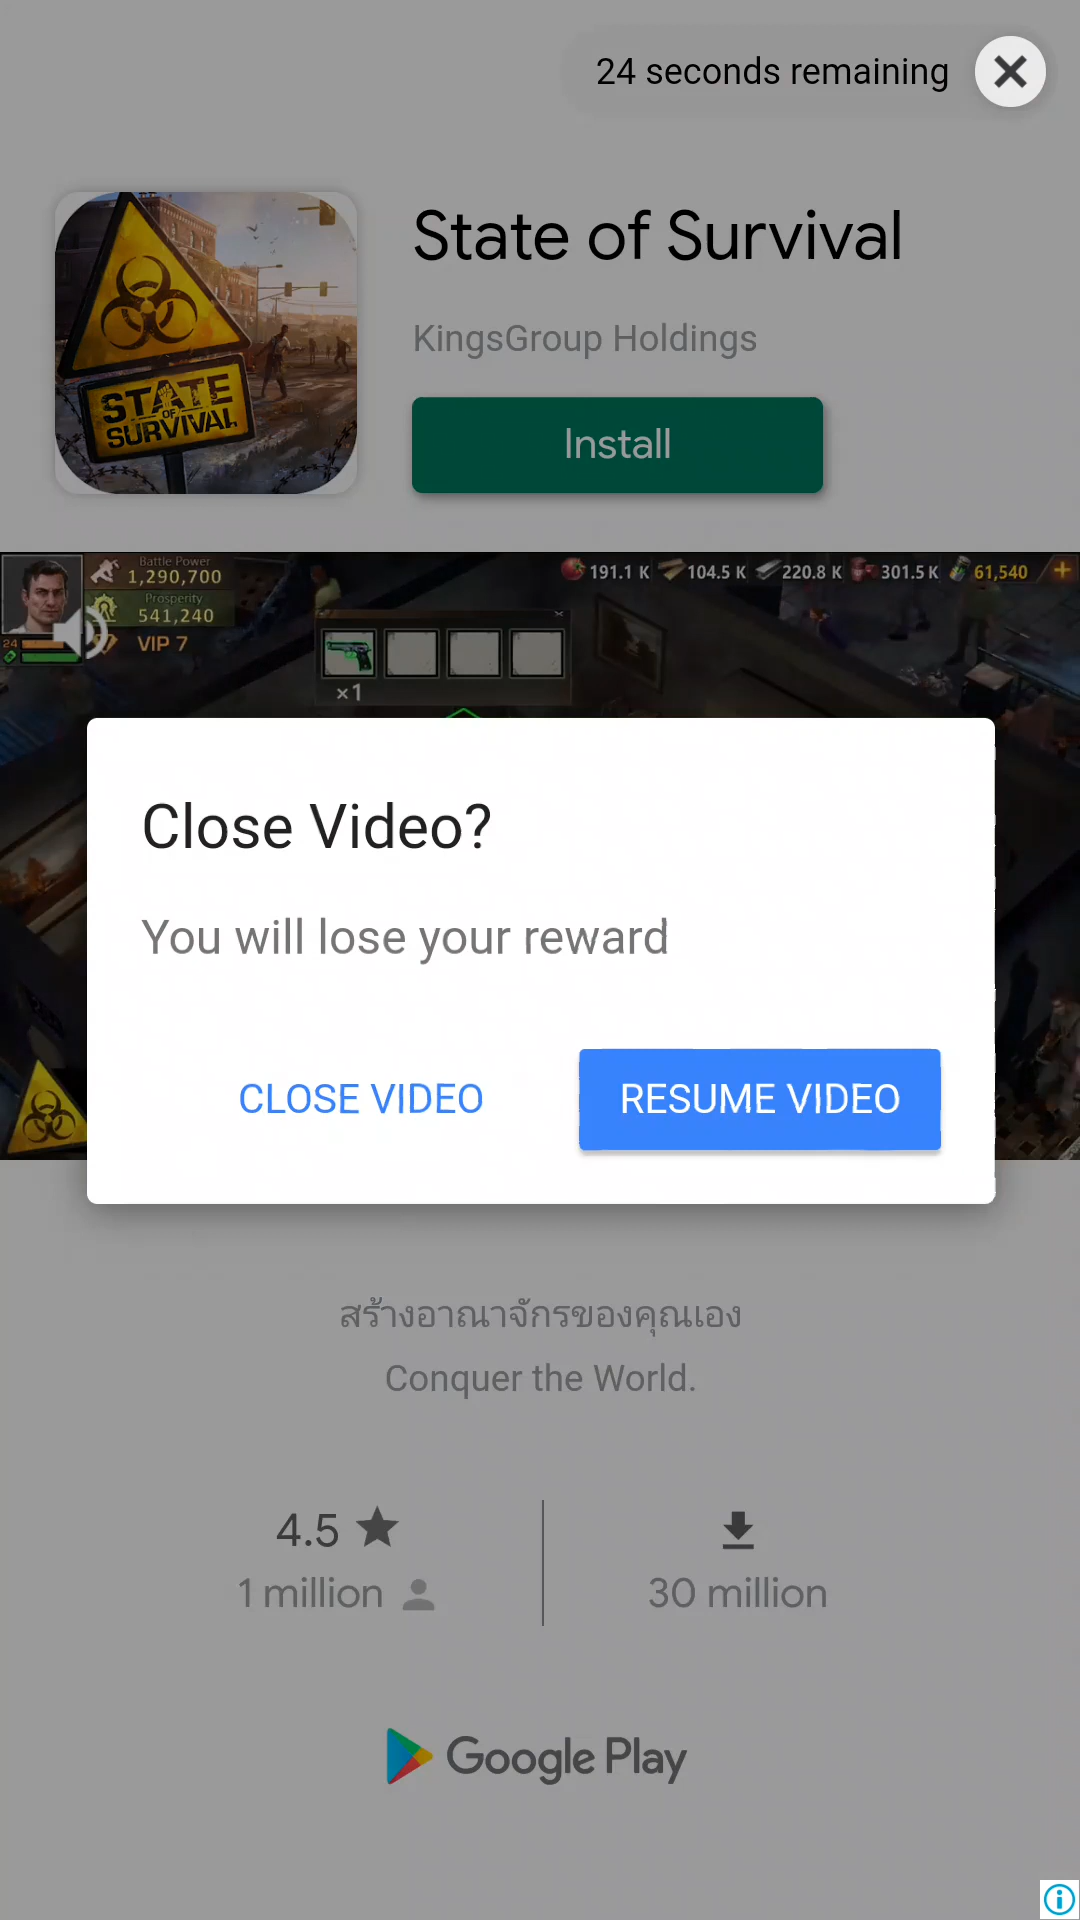 24 seconds remaining
State of Survival
KingsGroup Holdings
STATE
OF
SURVIVAL
Install
Battle Power
1,290,700
Prosperity
541,240
24
VIP 7
191.1 K
104.5 K
220.8 K
301.5 K
61,540
×1
Close Video?
You will lose your reward
CLOSE VIDEO
RESUME VIDEO
สร้างอาณาจักรของคุณเอง
Conquer the World.
4.5
1 million
30 million
Google Play